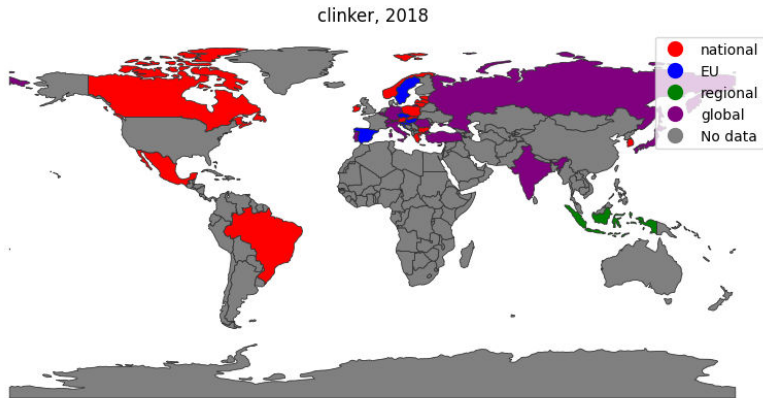 clinker, 2018
national
EU
regional
global
No data